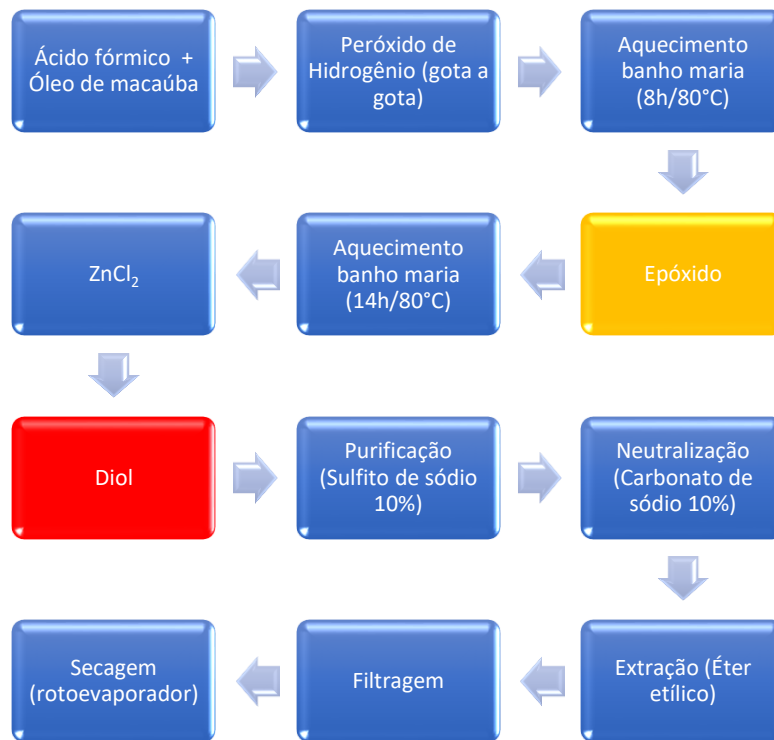 Ácido fórmico +
Óleo de macaúba
Peróxido de
Hidrogênio (gota a
gota)
Aquecimento
banho maria
(8h/80°C)
Epóxido
Aquecimento
banho maria
(14h/80°C)
ZnCl₂
Diol
Purificação
(Sulfito de sódio
10%)
Neutralização
(Carbonato de
sódio 10%)
Extração (Éter
etílico)
Filtragem
Secagem
(rotoevaporador)